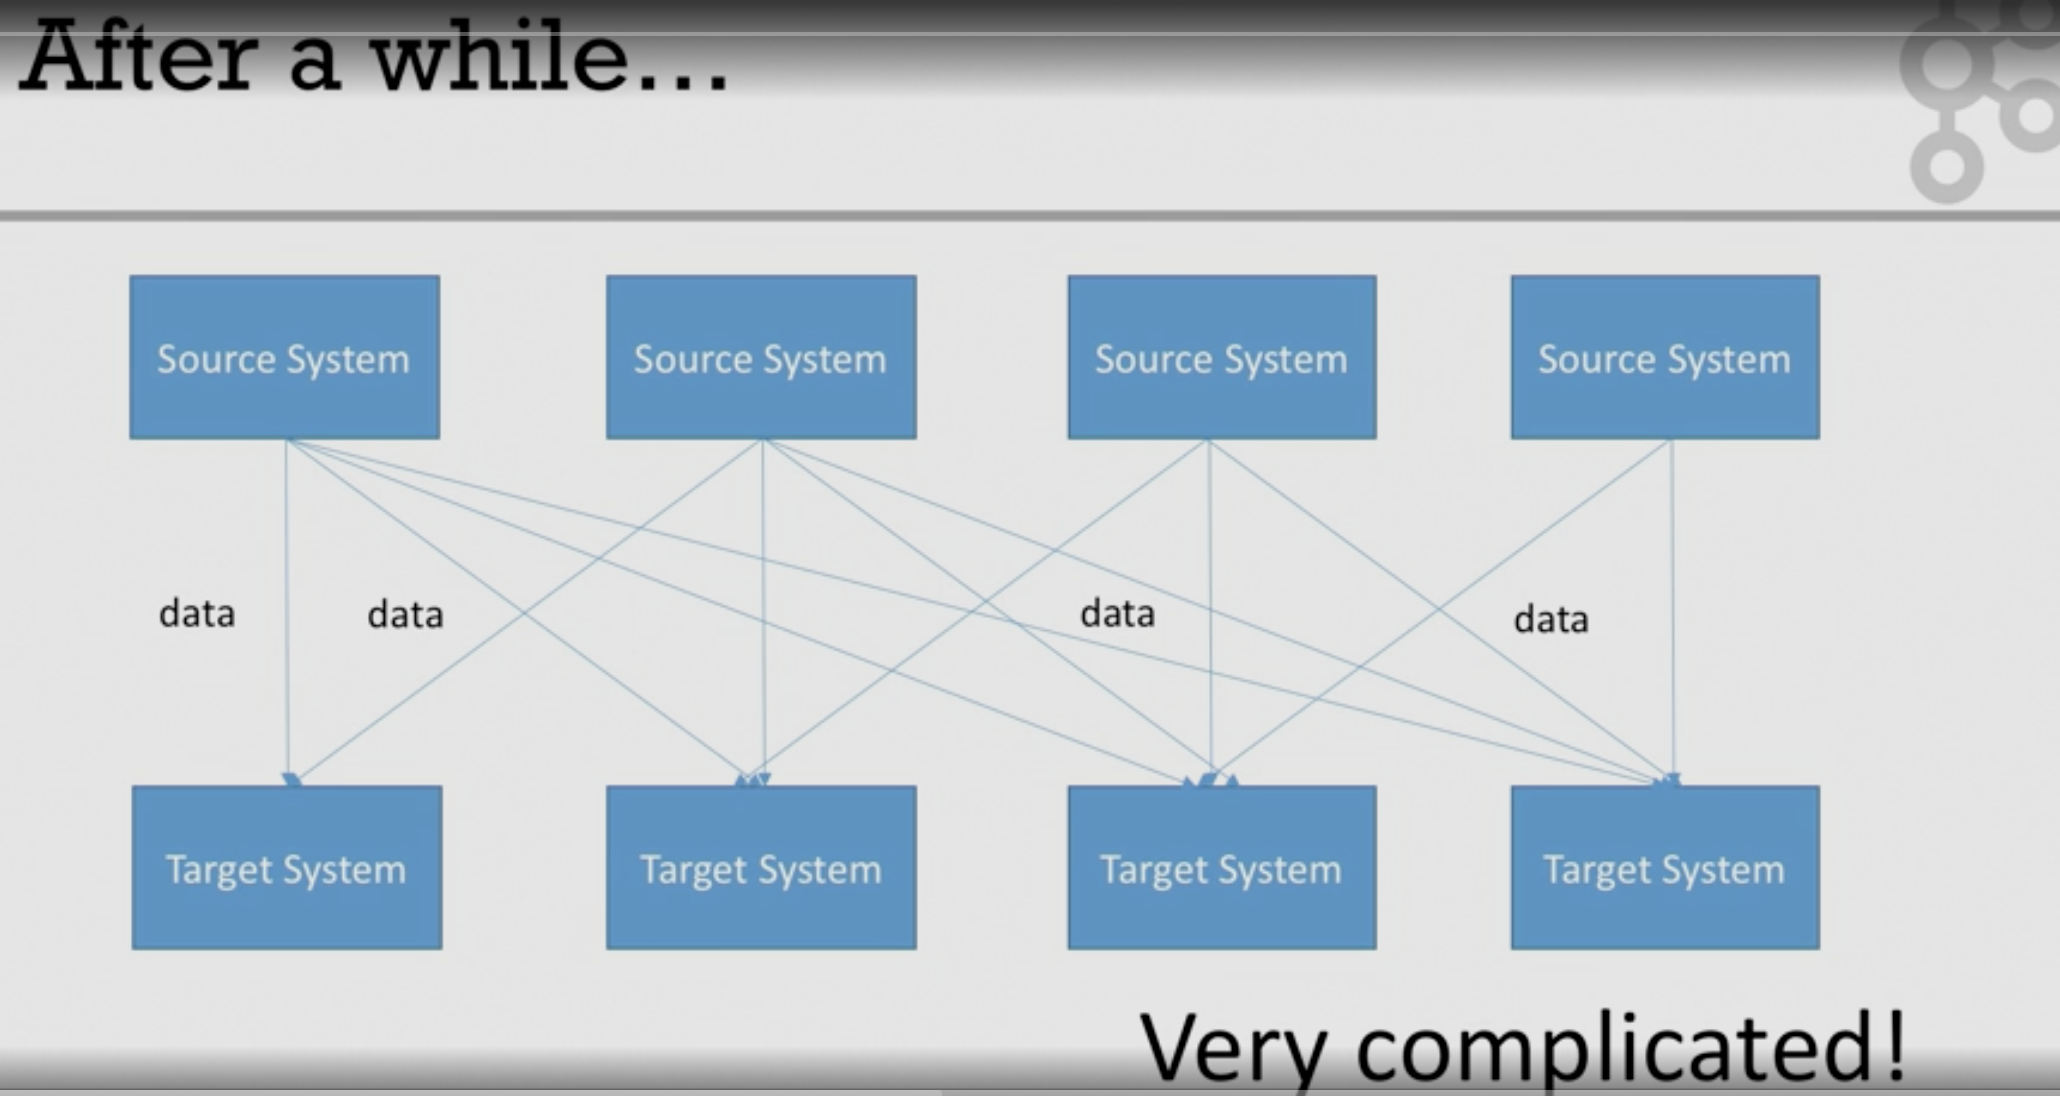 After a while...
Source System
Source System
Source System
Source System
data
data
data
data
Target System
Target System
Target System
Target System
Very complicated!